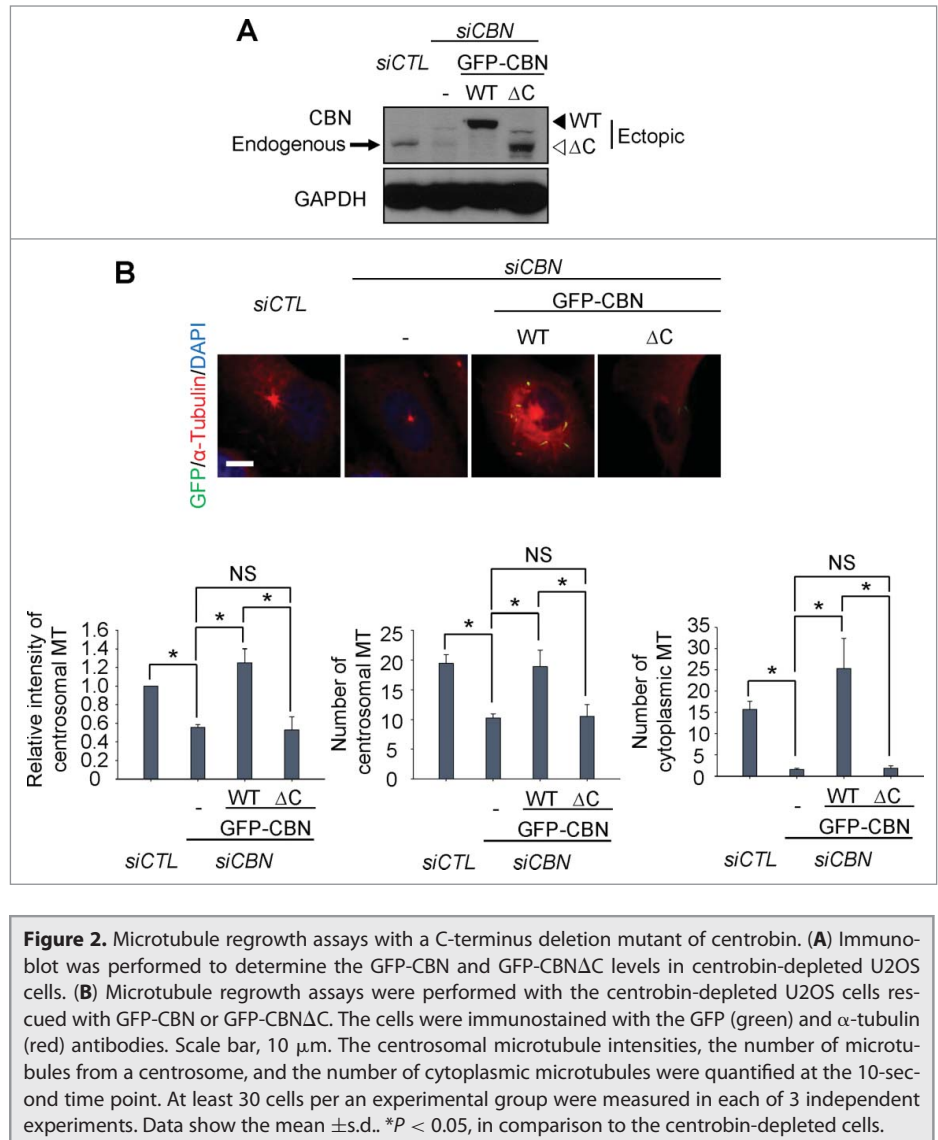 A
siCBN
siCTL GFP-CBN
- WT ΔC
CBN
Endogenous
WT
ΔC
Ectopic
GAPDH
B
siCBN
siCTL GFP-CBN
- WT ΔC
GFP/α-Tubulin/DAPI
Relative intensity of
centrosomal MT
1.6
1.4
1.2
1.0
0.8
0.6
0.4
0.2
0
NS
*
*
*
- WT ΔC
GFP-CBN
siCTL siCBN
Number of
centrosomal MT
25
20
15
10
5
0
NS
*
*
*
- WT ΔC
GFP-CBN
siCTL siCBN
Number of
cytoplasmic MT
35
30
25
20
15
10
5
0
NS
*
*
*
- WT ΔC
GFP-CBN
siCTL siCBN
Figure 2. Microtubule regrowth assays with a C-terminus deletion mutant of centrobin. (A) Immuno-
blot was performed to determine the GFP-CBN and GFP-CBNΔC levels in centrobin-depleted U2OS
cells. (B) Microtubule regrowth assays were performed with the centrobin-depleted U2OS cells res-
cued with GFP-CBN or GFP-CBNΔC. The cells were immunostained with the GFP (green) and α-tubulin
(red) antibodies. Scale bar, 10 μm. The centrosomal microtubule intensities, the number of microtu-
bules from a centrosome, and the number of cytoplasmic microtubules were quantified at the 10-sec-
ond time point. At least 30 cells per an experimental group were measured in each of 3 independent
experiments. Data show the mean ±s.d.. *P < 0.05, in comparison to the centrobin-depleted cells.